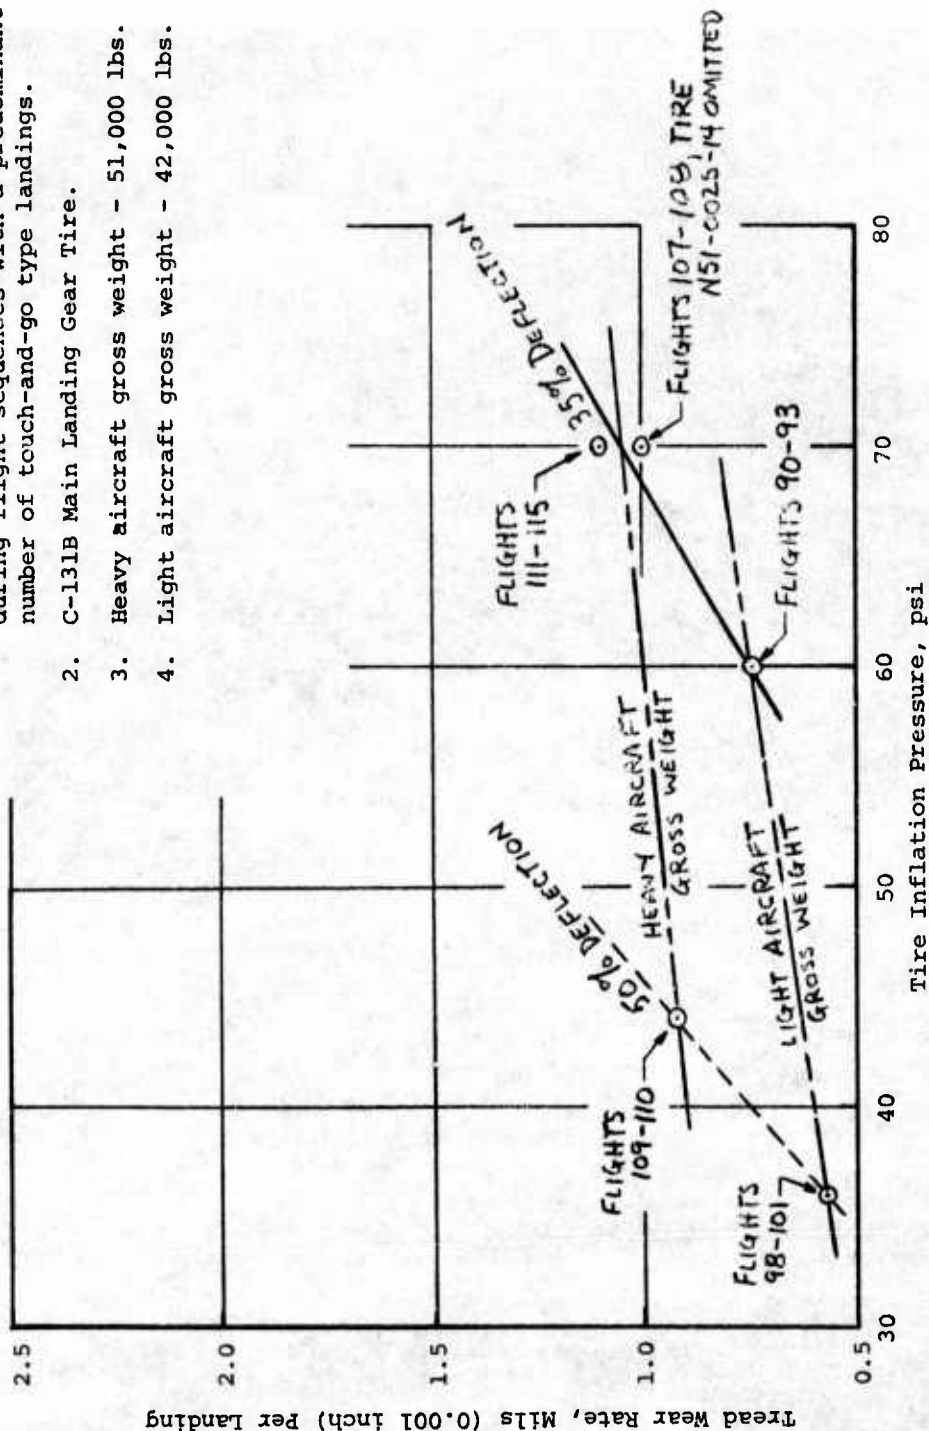 during flight sequences with a predominant
number of touch-and-go type landings.
2. C-131B Main Landing Gear Tire.
3. Heavy aircraft gross weight - 51,000 lbs.
4. Light aircraft gross weight - 42,000 lbs.
2.5
2.0
1.5
1.0
0.5
Tread Wear Rate, Mils (0.001 inch) Per Landing
30
40
50
60
70
80
Tire Inflation Pressure, psi
50% DEFLECTION
35% DEFLECTION
HEAVY AIRCRAFT
GROSS WEIGHT
LIGHT AIRCRAFT
GROSS WEIGHT
FLIGHTS
111-115
FLIGHTS 107-108, TIRE
N51-0025-14 OMITTED
FLIGHTS 90-93
FLIGHTS
109-110
FLIGHTS
98-101